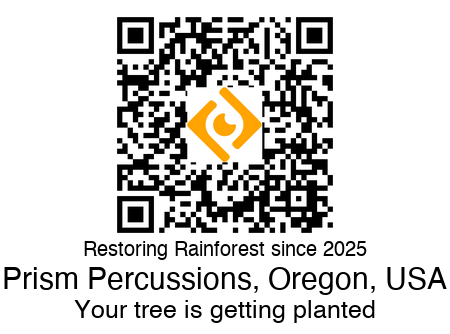 Restoring Rainforest since 2025
Prism Percussions, Oregon, USA
Your tree is getting planted